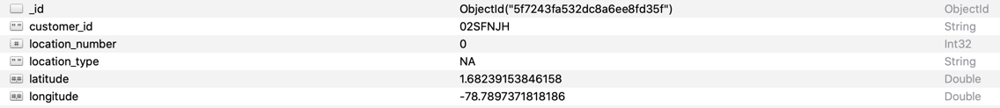 _id ObjectId("5f7243fa532dc8a6ee8fd35f") ObjectId
"" customer_id 02SFNJH String
# location_number 0 Int32
"" location_type NA String
#.# latitude 1.68239153846158 Double
#.# longitude -78.7897371818186 Double